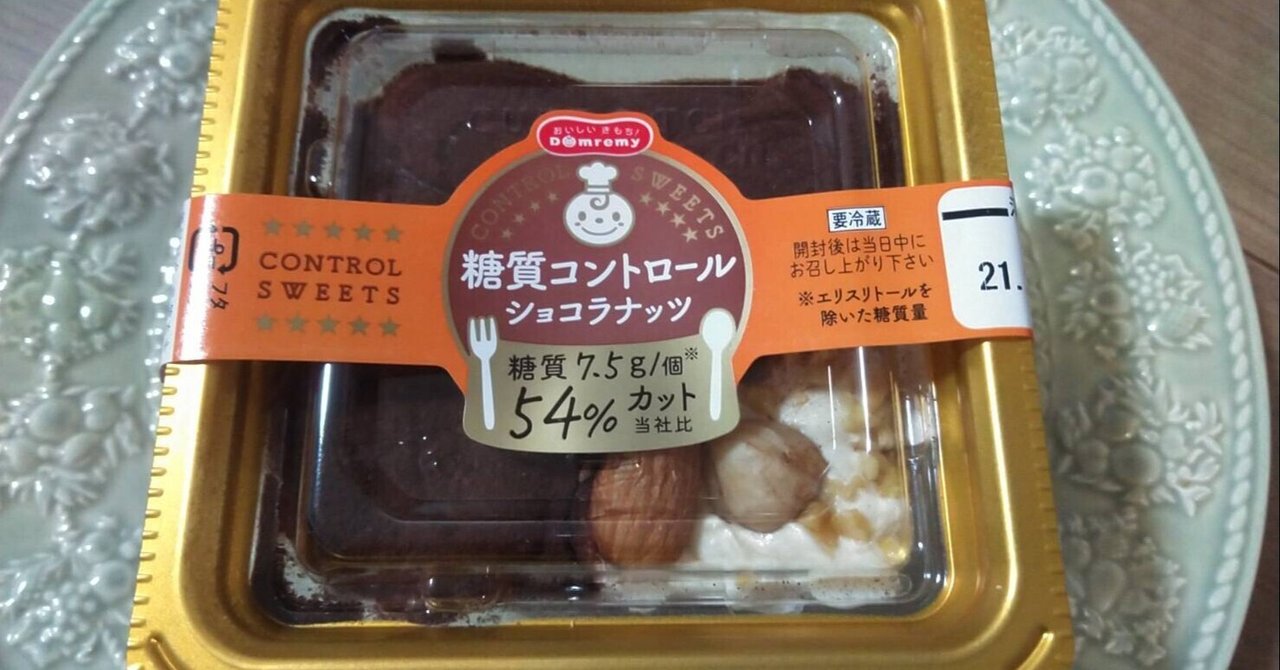 おいしい きもち!
Domremy
CONTROL SWEETS
糖質コントロール
ショコラナッツ
糖質7.5g/個※
54%カット
当社比
CONTROL
SWEETS
フタ
要冷蔵
開封後は当日中に
お召し上がり下さい
※エリスリトールを
除いた糖質量
21.